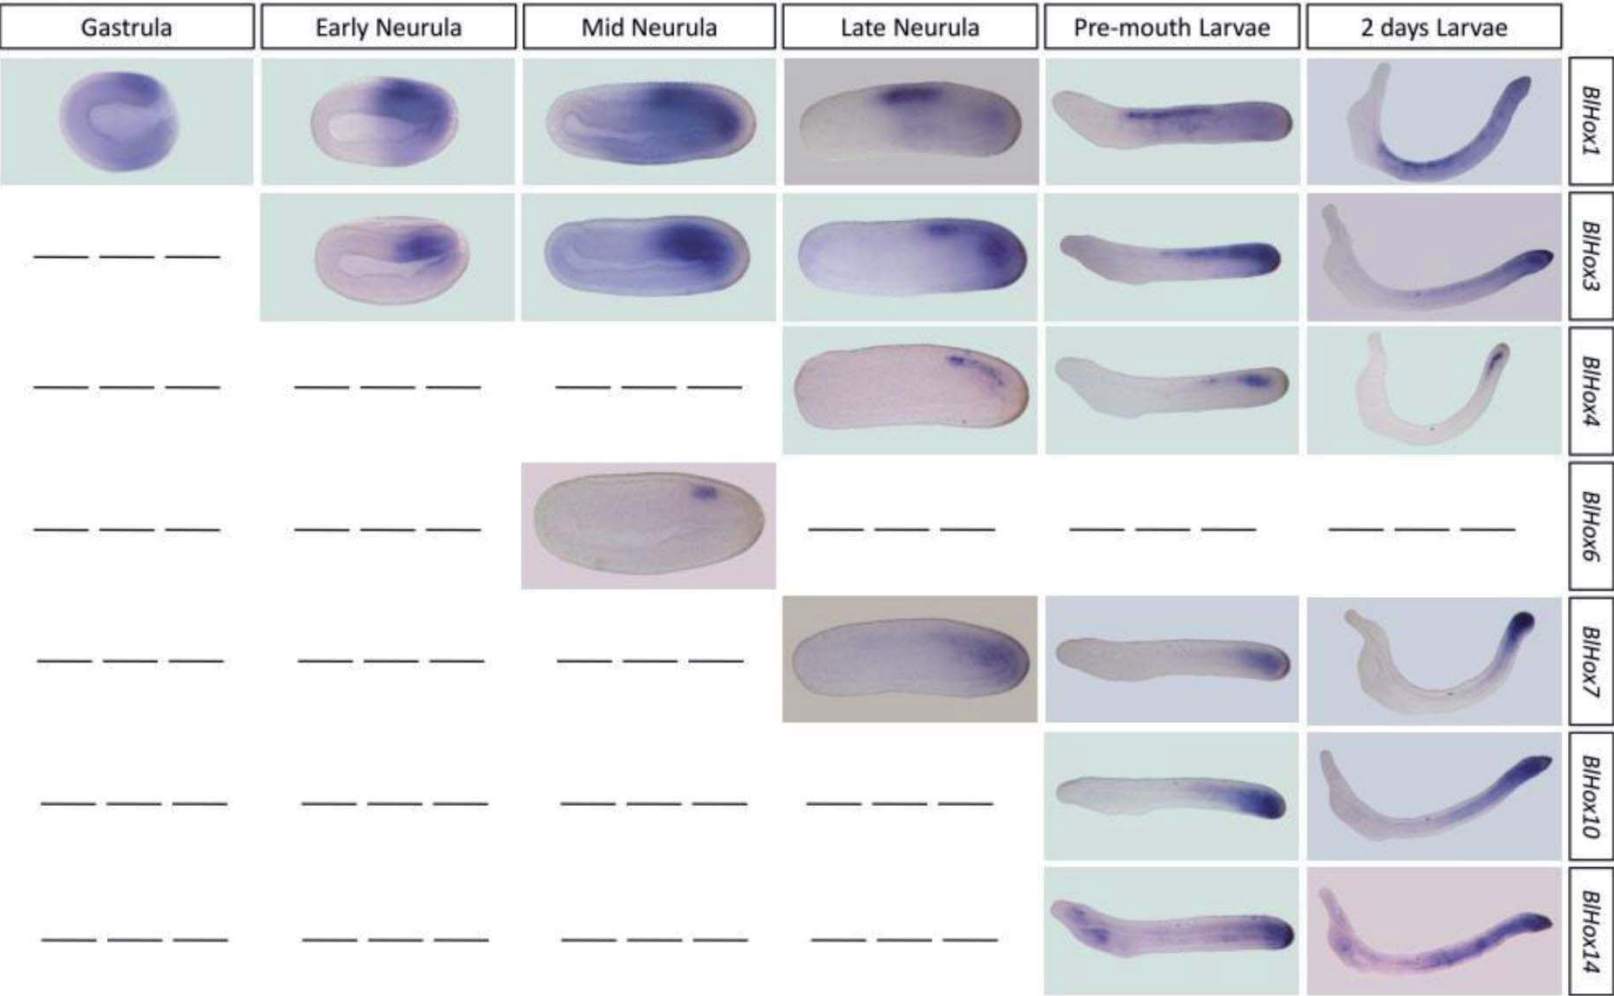 Gastrula
Early Neurula
Mid Neurula
Late Neurula
Pre-mouth Larvae
2 days Larvae
BlHox1
BlHox3
BlHox4
BlHox6
BlHox7
BlHox10
BlHox14